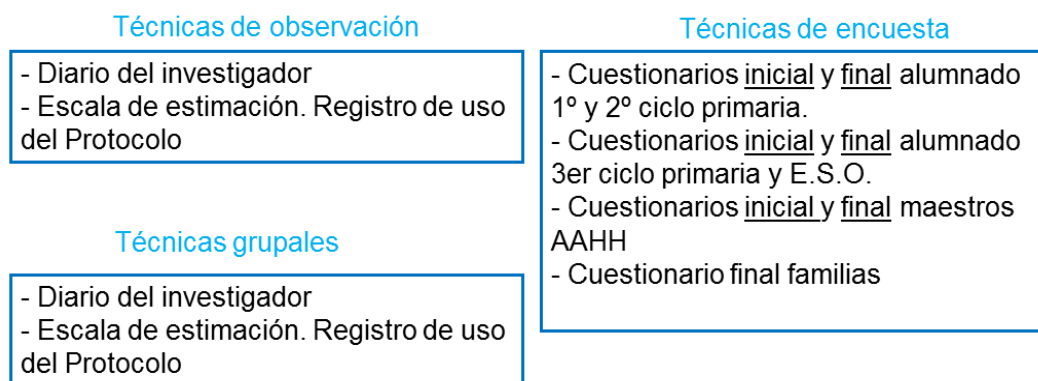 Técnicas de observación
- Diario del investigador
- Escala de estimación. Registro de uso
del Protocolo
Técnicas grupales
- Diario del investigador
- Escala de estimación. Registro de uso
del Protocolo
Técnicas de encuesta
- Cuestionarios inicial y final alumnado
1º y 2º ciclo primaria.
- Cuestionarios inicial y final alumnado
3er ciclo primaria y E.S.O.
- Cuestionarios inicial y final maestros
AAHH
- Cuestionario final familias